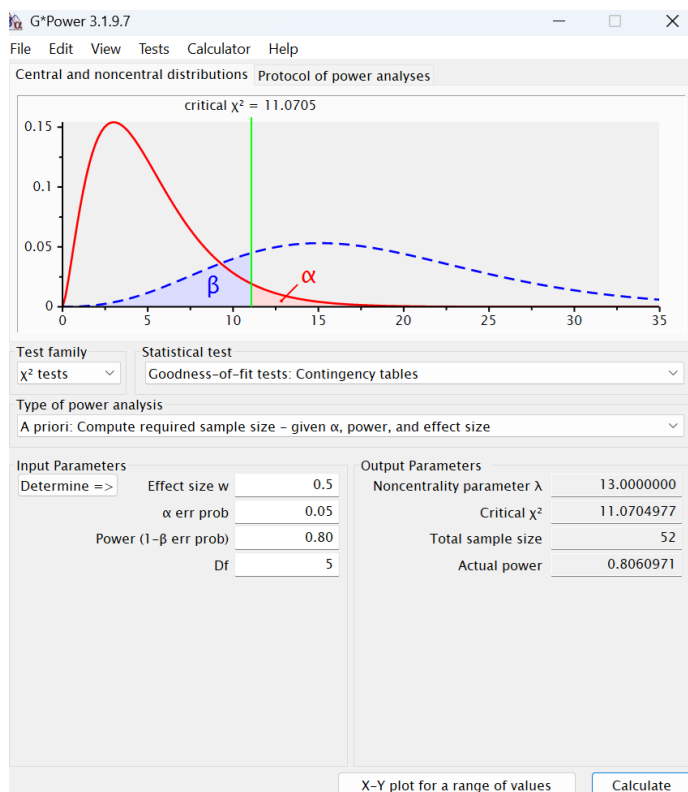 G*Power 3.1.9.7
File Edit View Tests Calculator Help
Central and noncentral distributions Protocol of power analyses
critical χ² = 11.0705
0.15
0.1
0.05
0
β
α
0 5 10 15 20 25 30 35
Test family Statistical test
χ² tests Goodness-of-fit tests: Contingency tables
Type of power analysis
A priori: Compute required sample size – given α, power, and effect size
Input Parameters Output Parameters
Determine => Effect size w 0.5 Noncentrality parameter λ 13.0000000
α err prob 0.05 Critical χ² 11.0704977
Power (1-β err prob) 0.80 Total sample size 52
Df 5 Actual power 0.8060971
X-Y plot for a range of values Calculate